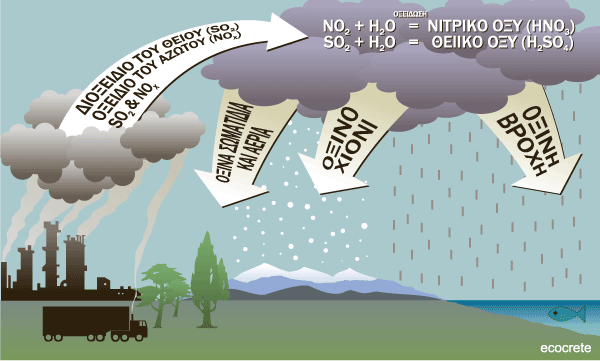 ΔΙΟΞΕΙΔΙΟ ΤΟΥ ΘΕΙΟΥ (SO₂)
ΟΞΕΙΔΙΟ ΤΟΥ ΑΖΩΤΟΥ (NOₓ)
SO₂ & NOₓ
ΟΞΕΙΔΩΣΗ
NO₂ + H₂O = ΝΙΤΡΙΚΟ ΟΞΥ (HNO₃)
SO₂ + H₂O = ΘΕΙΙΚΟ ΟΞΥ (H₂SO₄)
ΟΞΙΝΑ ΣΩΜΑΤΙΔΙΑ
ΚΑΙ ΑΕΡΙΑ
ΟΞΙΝΟ
ΧΙΟΝΙ
ΟΞΙΝΗ
ΒΡΟΧΗ
ecocrete